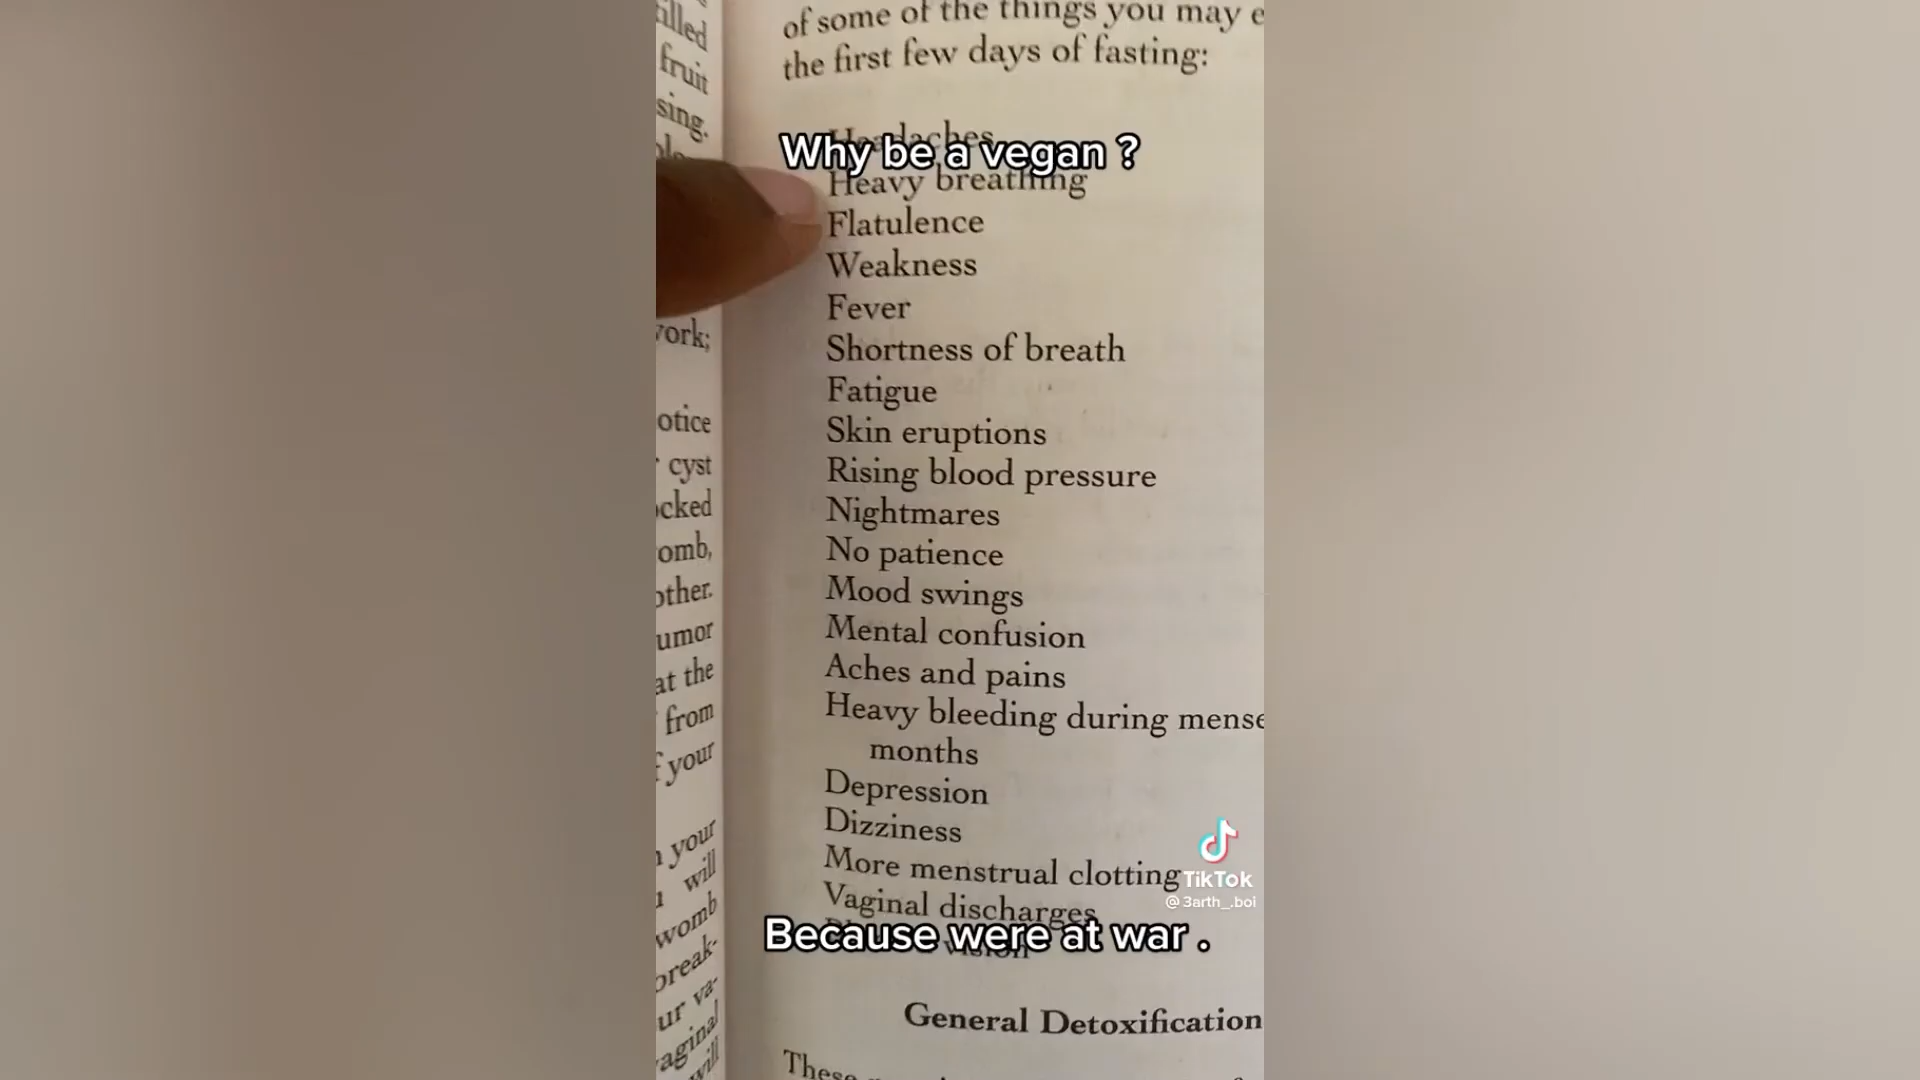 illed
fruit
sing.
work;
otice
cyst
ocked
omb,
other.
umor
at the
from
f your
n your
will
womb
break-
ur va-
vaginal
will
of some of the things you may e
the first few days of fasting:
Headaches
Why be a vegan ?
Heavy breathing
Flatulence
Weakness
Fever
Shortness of breath
Fatigue
Skin eruptions
Rising blood pressure
Nightmares
No patience
Mood swings
Mental confusion
Aches and pains
Heavy bleeding during mense
months
Depression
Dizziness
More menstrual clotting
Vaginal discharges
Because were at war .
vision
General Detoxification
These
TikTok
@3arth_.boi